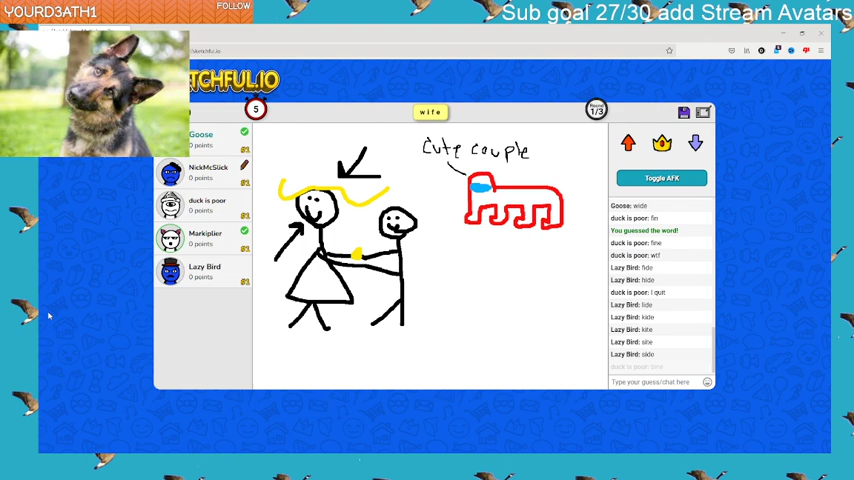 YOURD3ATH1
FOLLOW
Sub goal 27/30 add Stream Avatars
TCHFUL.IO
5
wife
Round
1/3
Goose
0 points
#1
NickMcSlick
0 points
duck is poor
0 points
#1
Markiplier
0 points
#1
Lazy Bird
0 points
#1
Cute couple
Toggle AFK
Goose: wide
duck is poor: fin
You guessed the word!
duck is poor: fine
duck is poor: wtf
Lazy Bird: fide
Lazy Bird: hide
duck is poor: I quit
Lazy Bird: lide
Lazy Bird: kide
Lazy Bird: kite
Lazy Bird: site
Lazy Bird: side
Type your guess/chat here